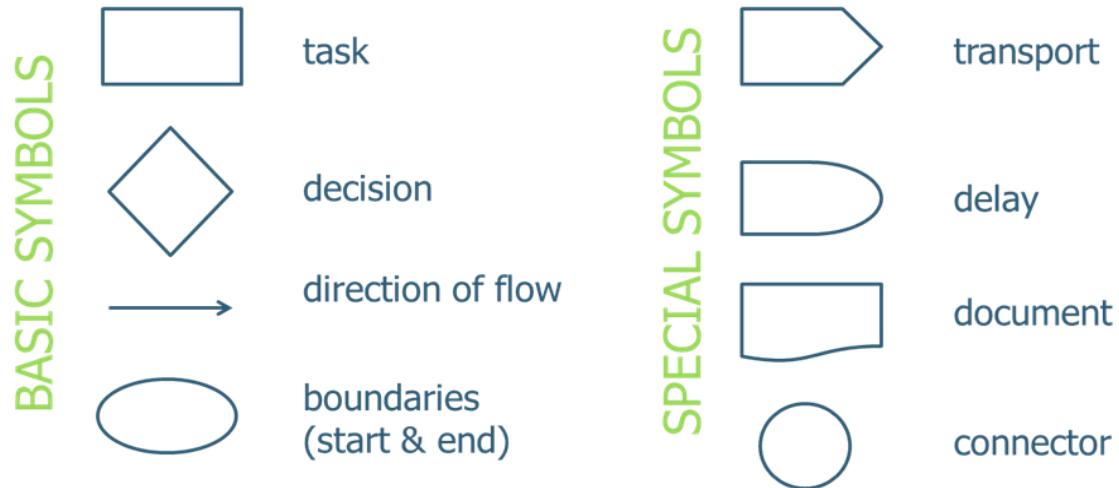 BASIC SYMBOLS
task
decision
direction of flow
boundaries
(start & end)
SPECIAL SYMBOLS
transport
delay
document
connector